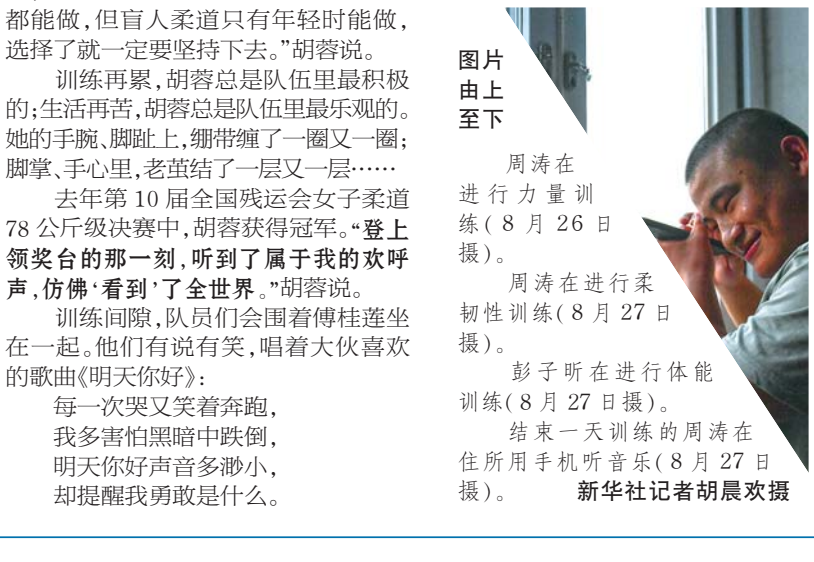 都能做,但盲人柔道只有年轻时能做,
选择了就一定要坚持下去。”胡蓉说。
训练再累,胡蓉总是队伍里最积极
的;生活再苦,胡蓉总是队伍里最乐观的。
她的手腕、脚趾上,绷带缠了一圈又一圈;
脚掌、手心里,老茧结了一层又一层……
去年第10届全国残运会女子柔道
78公斤级决赛中,胡蓉获得冠军。“登上
领奖台的那一刻,听到了属于我的欢呼
声,仿佛‘看到’了全世界。”胡蓉说。
训练间隙,队员们会围着傅桂莲坐
在一起。他们有说有笑,唱着大伙喜欢
的歌曲《明天你好》:
每一次哭又笑着奔跑,
我多害怕黑暗中跌倒,
明天你好声音多渺小,
却提醒我勇敢是什么。
图片
由上
至下
周涛在
进行力量训
练(8月26日
摄)。
周涛在进行柔
韧性训练(8月27日
摄)。
彭子昕在进行体能
训练(8月27日摄)。
结束一天训练的周涛在
住所用手机听音乐(8月27日
摄)。 新华社记者胡晨欢摄